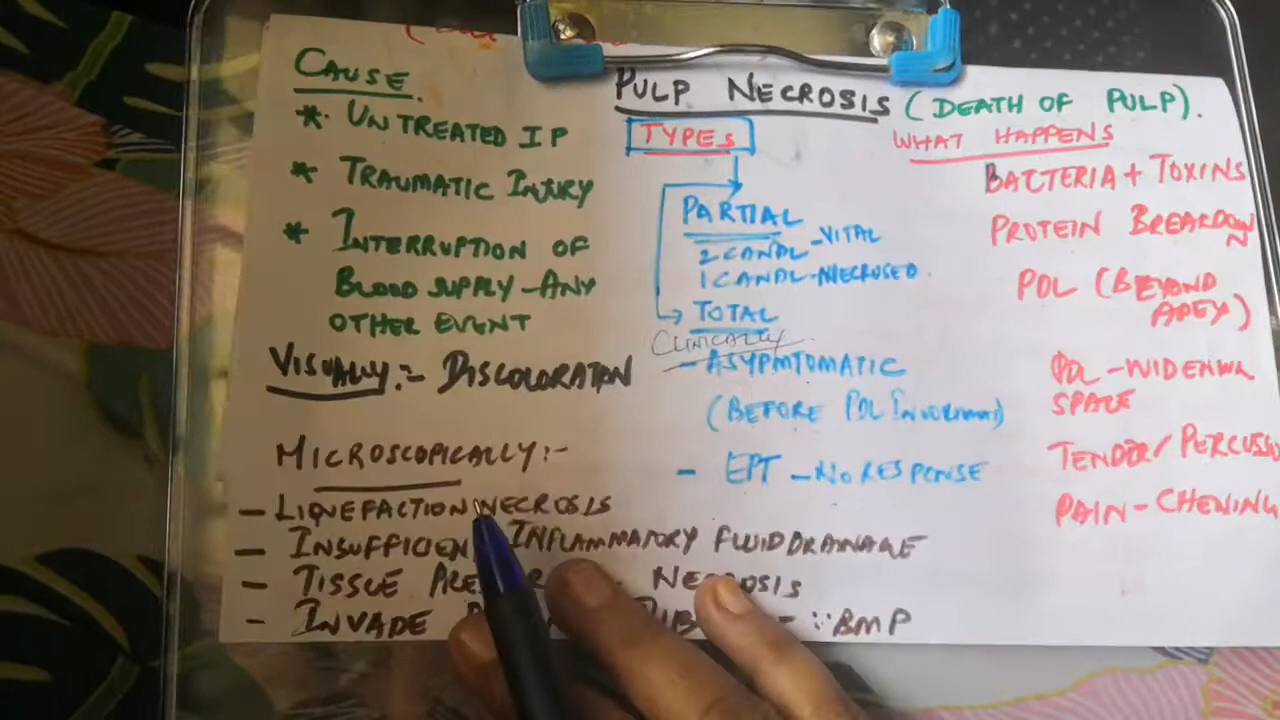 CAUSE.
* UNTREATED IP
* TRAUMATIC INJURY
* INTERRUPTION OF
BLOOD SUPPLY - ANY
OTHER EVENT
VISUALLY:- DISCOLORATION
MICROSCOPICALLY:-
- LIQUEFACTION NECROSIS
- INSUFFICIEN INFLAMMATORY FLUID DRAINAGE
- TISSUE PRE NECROSIS
- INVADE BMP
PULP NECROSIS (DEATH OF PULP).
TYPES
PARTIAL
2 CANAL - VITAL
1 CANAL - NECROSED
TOTAL
CLINICALLY
- ASYPMTOMATIC
(BEFORE PDL
- EPT - NO RESPONSE
WHAT HAPPENS
BACTERIA + TOXINS
PROTEIN BREAKDOWN
PDL (BEYOND
APEX)
PDL - WIDENING
SPACE
TENDER/PERCUSSO
PAIN - CHEWING